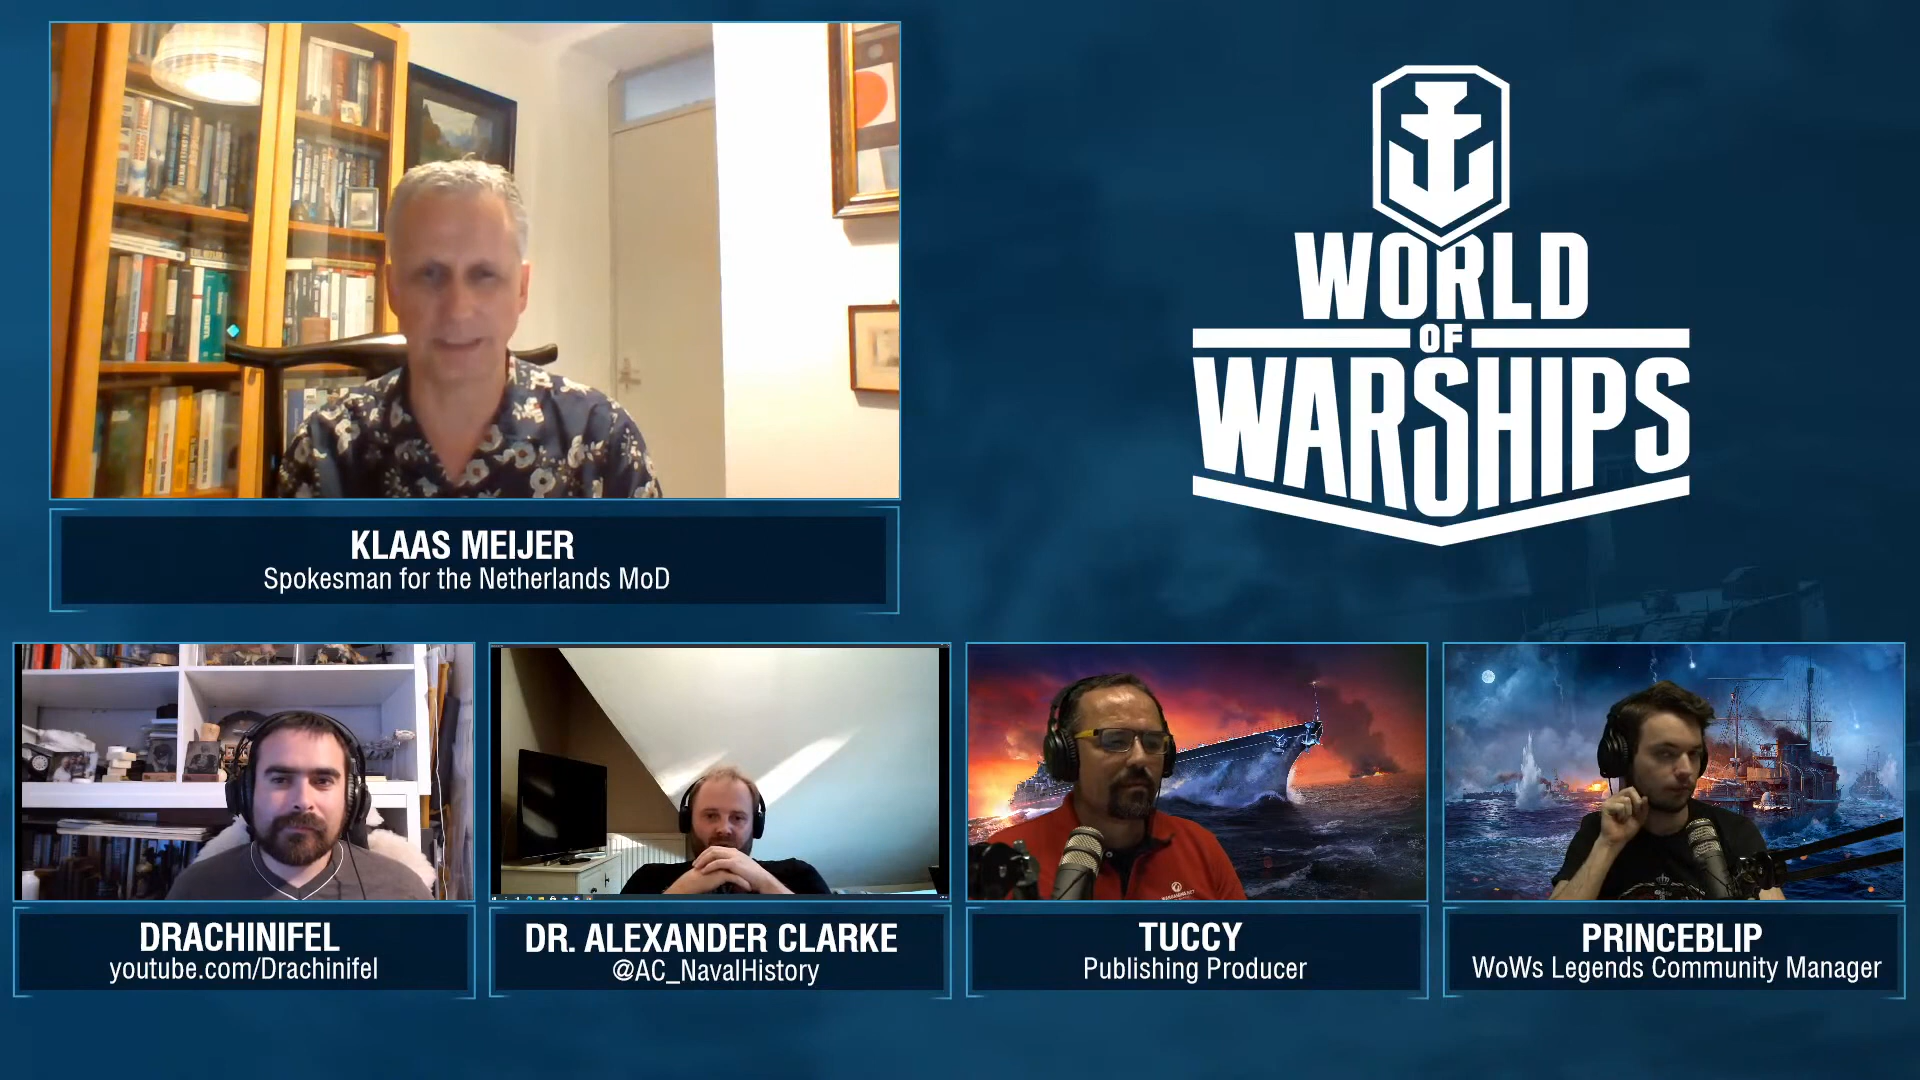 WORLD
OF
WARSHIPS
KLAAS MEIJER
Spokesman for the Netherlands MoD
DRACHINIFEL
youtube.com/Drachinifel
DR. ALEXANDER CLARKE
@AC_NavalHistory
TUCCY
Publishing Producer
PRINCEBLIP
WoWs Legends Community Manager